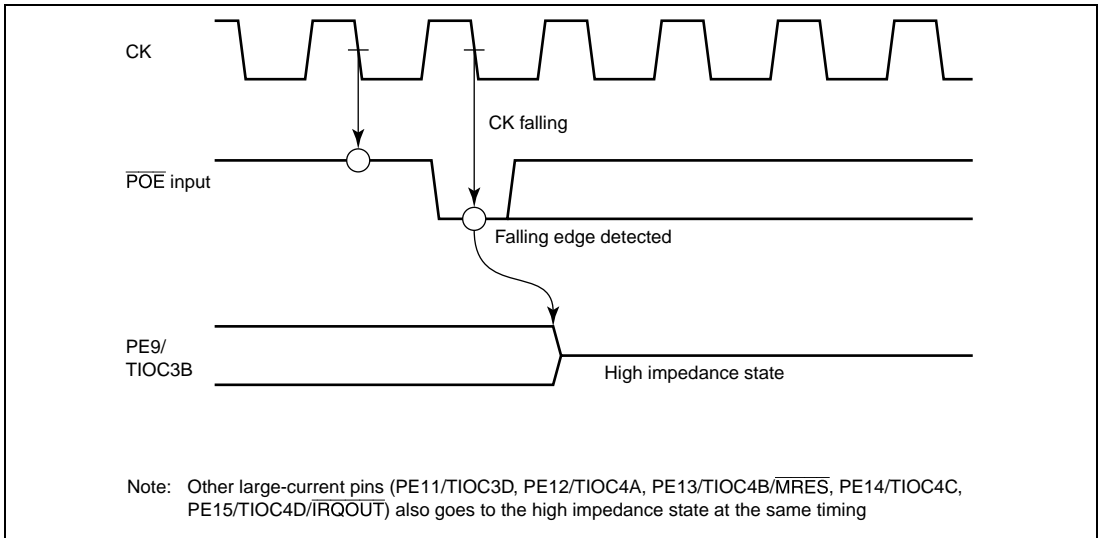 CK
CK falling
POE input
Falling edge detected
PE9/
TIOC3B
High impedance state
Note: Other large-current pins (PE11/TIOC3D, PE12/TIOC4A, PE13/TIOC4B/MRES, PE14/TIOC4C,
PE15/TIOC4D/IRQOUT) also goes to the high impedance state at the same timing